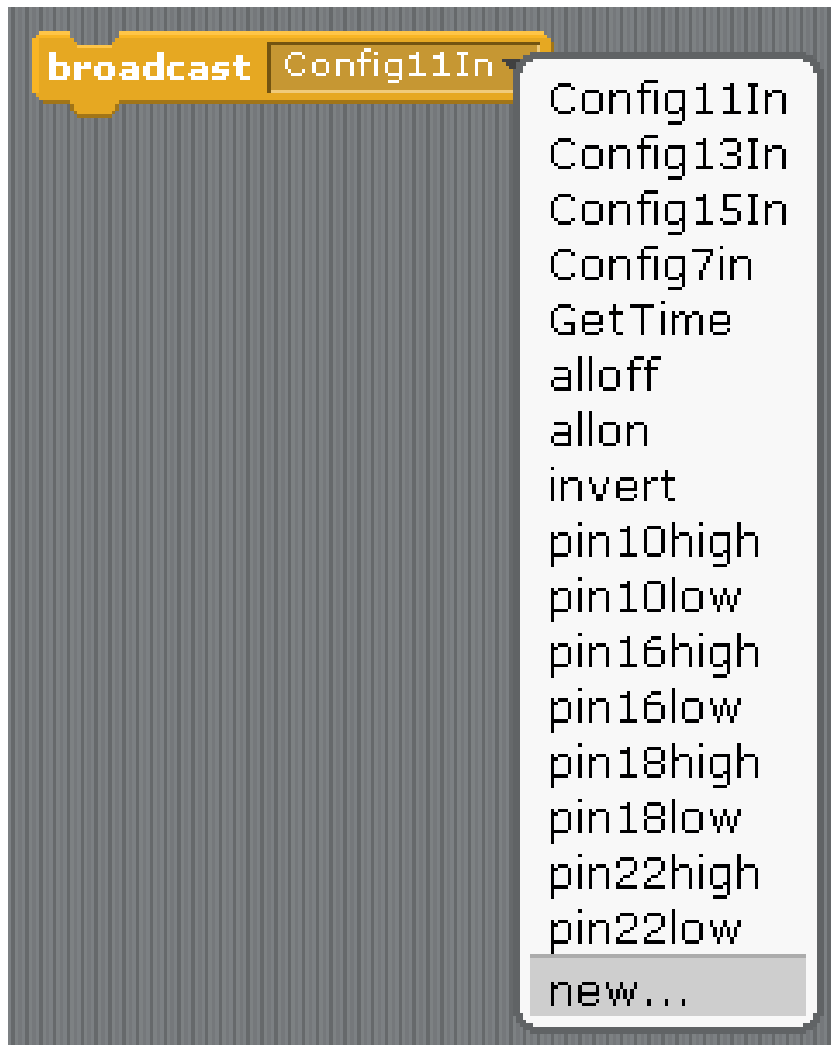 broadcast Config11In
Config11In
Config13In
Config15In
Config7in
GetTime
alloff
allon
invert
pin10high
pin10low
pin16high
pin16low
pin18high
pin18low
pin22high
pin22low
new...